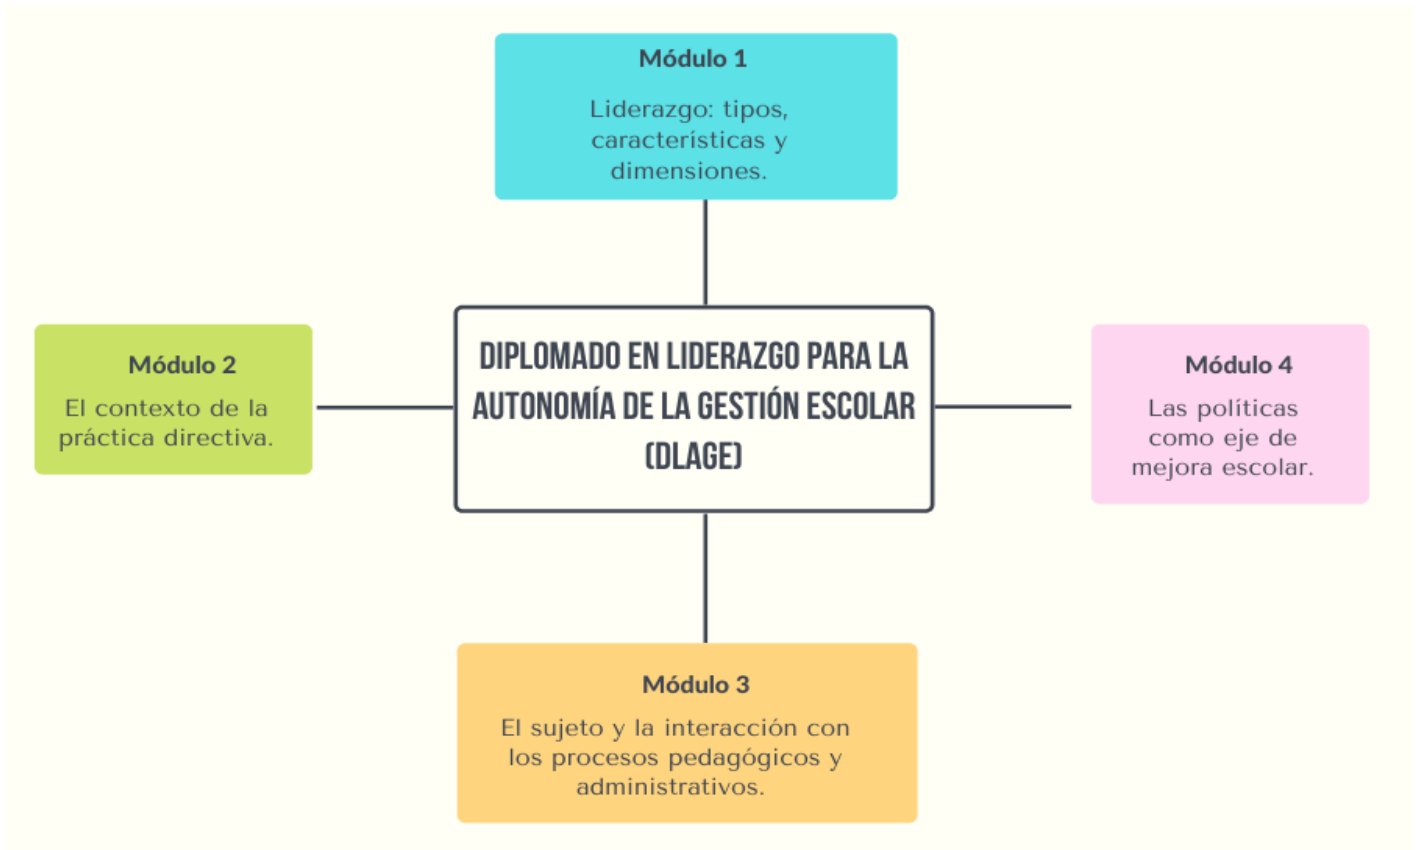 Módulo 1
Liderazgo: tipos,
características y
dimensiones.
DIPLOMADO EN LIDERAZGO PARA LA
AUTONOMÍA DE LA GESTIÓN ESCOLAR
(DLAGE)
Módulo 2
El contexto de la
práctica directiva.
Módulo 4
Las políticas
como eje de
mejora escolar.
Módulo 3
El sujeto y la interacción con
los procesos pedagógicos y
administrativos.